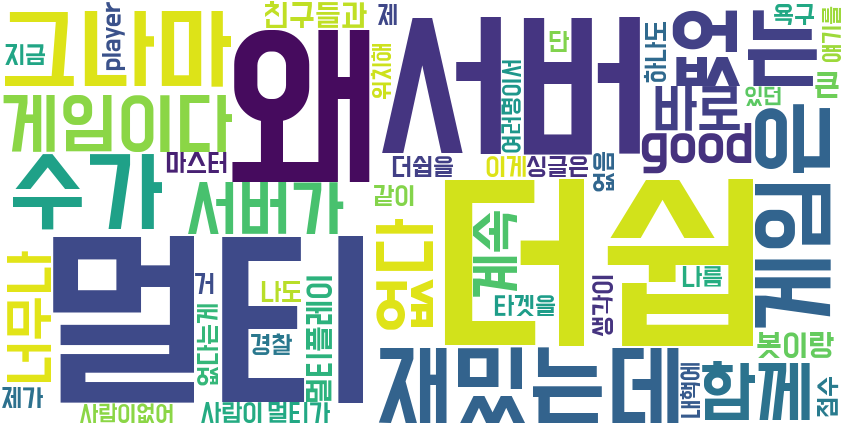 그나마
player
왜
친구들과
제
서버
없는
욕구
얘기를
지금
위치해
단
하나도
큰
게임이다
여러명이서
바로
있던
good
은
수가
마스터
더쉽을
이게
싱글은
없음
서버가
같이
더쉽
게임
멀티
없다
계속
너무나
거
나도
타겟을
나름
생각이
없다는게
경찰
멀티플레이
봇이랑
재밌는데
내핵에
함께
점수
제가
사람이없어
사람이
멀티가